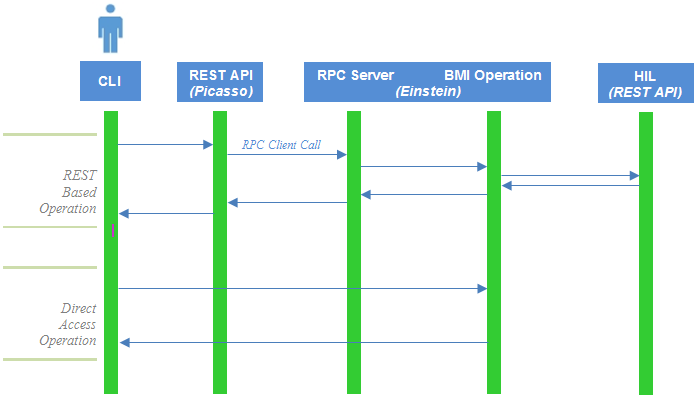 CLI
REST API
(Picasso)
RPC Server
BMI Operation
(Einstein)
HIL
(REST API)
RPC Client Call
REST
Based
Operation
Direct
Access
Operation